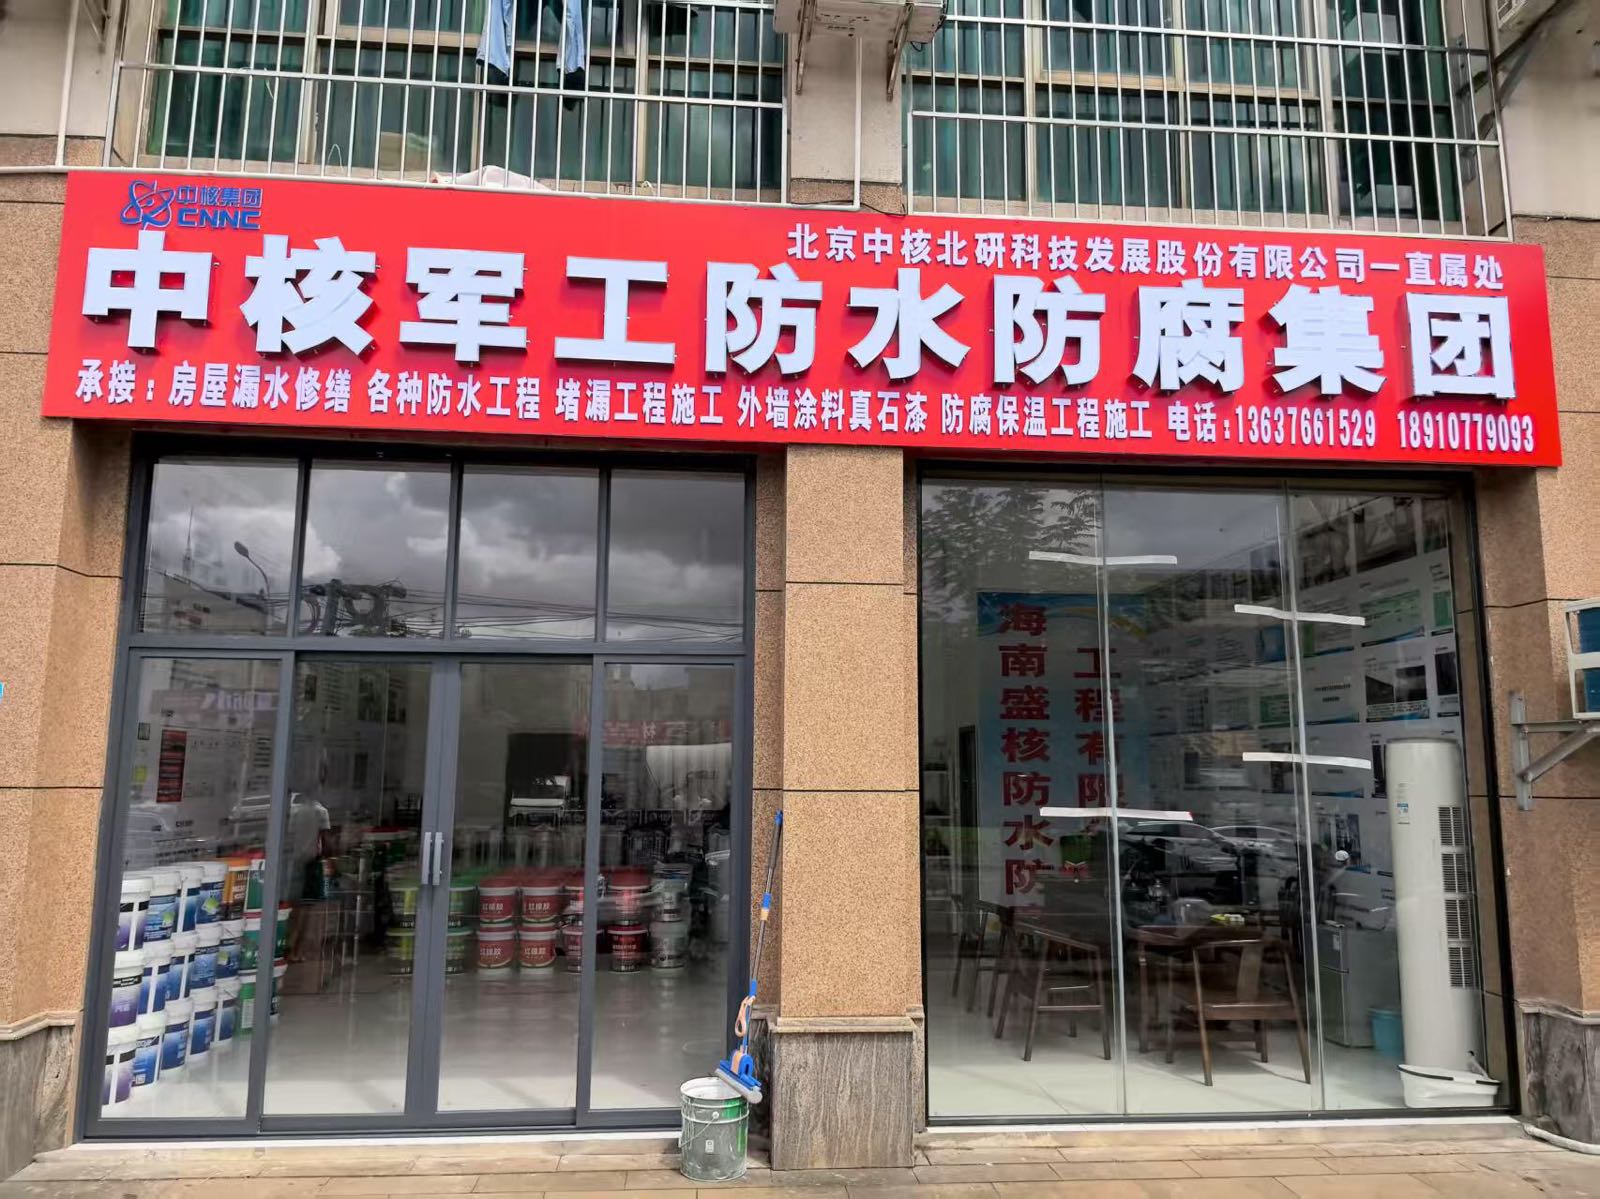 中核集团
CNNC
北京中核北研科技发展股份有限公司一直属处
中核军工防水防腐集团
承接：房屋漏水修缮 各种防水工程 堵漏工程施工 外墙涂料真石漆 防腐保温工程施工 电话：13637661529 18910779093
海南盛核防水防
工程有限